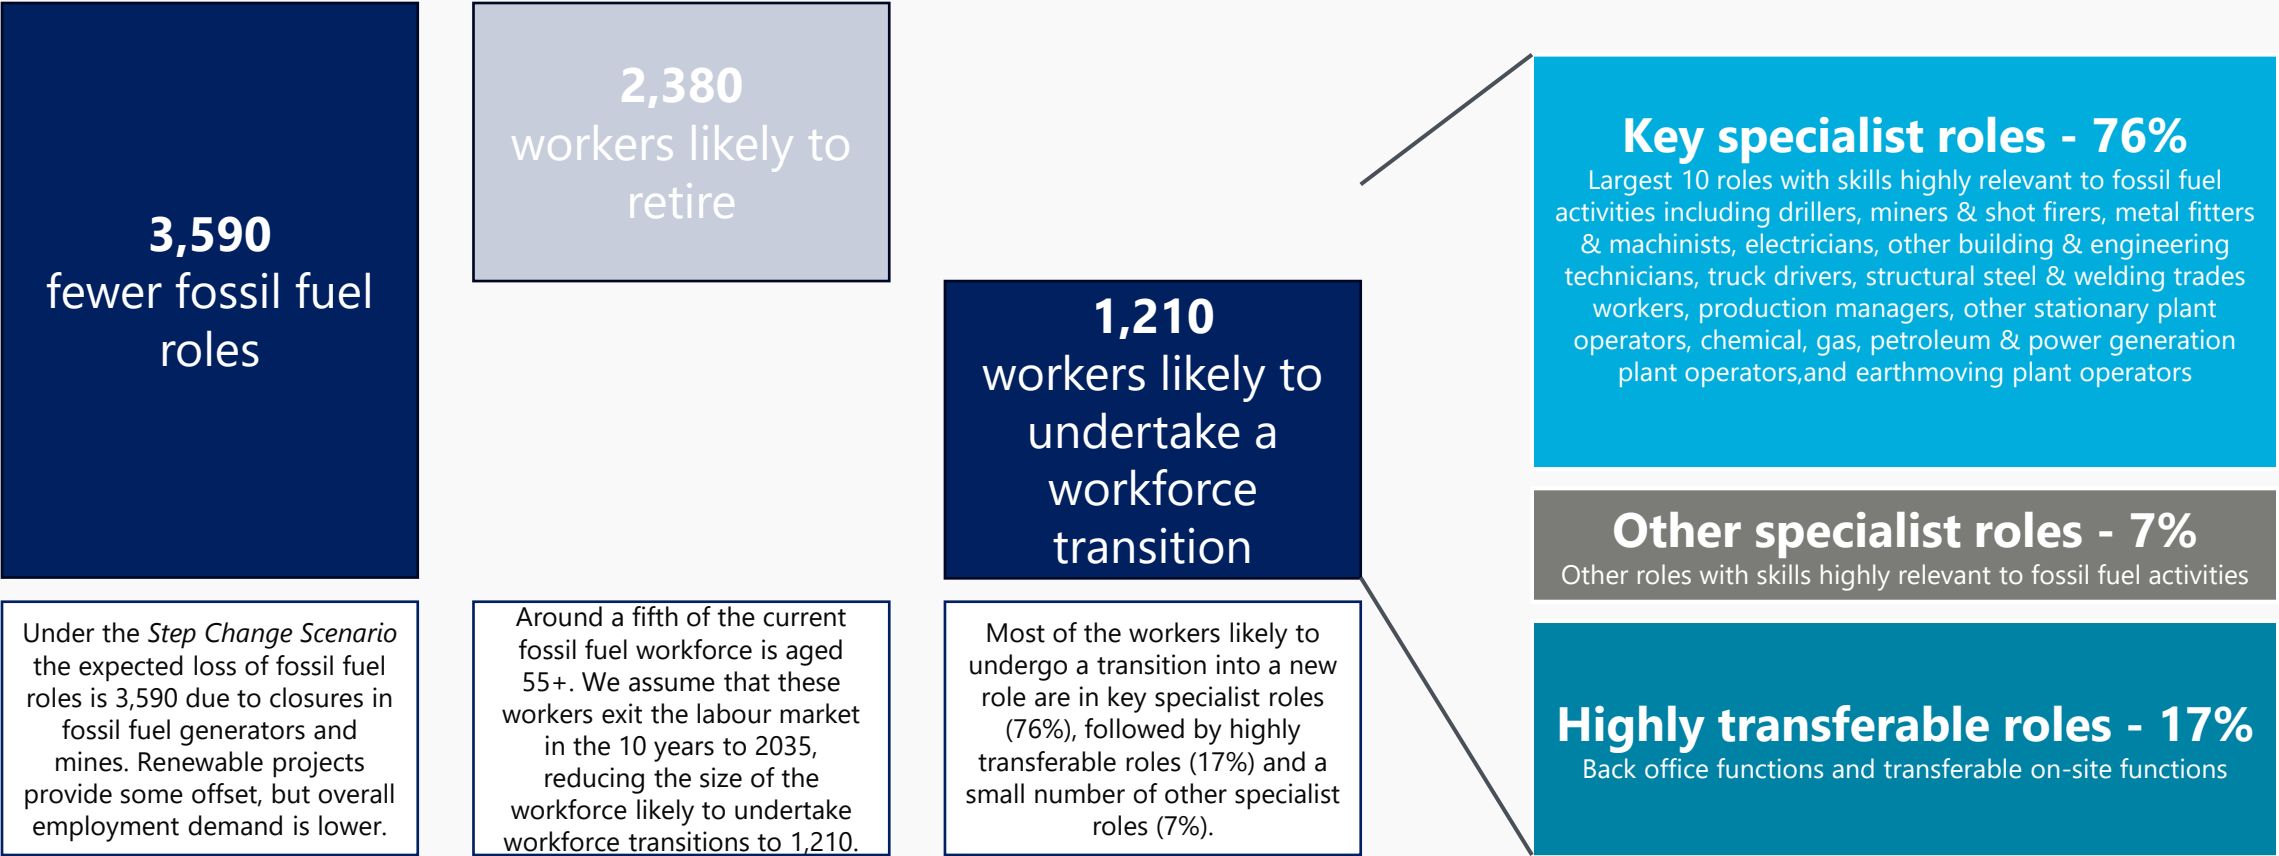 3,590
fewer fossil fuel
roles
2,380
workers likely to
retire
1,210
workers likely to
undertake a
workforce
transition
Under the Step Change Scenario
the expected loss of fossil fuel
roles is 3,590 due to closures in
fossil fuel generators and
mines. Renewable projects
provide some offset, but overall
employment demand is lower.
Around a fifth of the current
fossil fuel workforce is aged
55+. We assume that these
workers exit the labour market
in the 10 years to 2035,
reducing the size of the
workforce likely to undertake
workforce transitions to 1,210.
Most of the workers likely to
undergo a transition into a new
role are in key specialist roles
(76%), followed by highly
transferable roles (17%) and a
small number of other specialist
roles (7%).
Key specialist roles - 76%
Largest 10 roles with skills highly relevant to fossil fuel
activities including drillers, miners & shot firers, metal fitters
& machinists, electricians, other building & engineering
technicians, truck drivers, structural steel & welding trades
workers, production managers, other stationary plant
operators, chemical, gas, petroleum & power generation
plant operators,and earthmoving plant operators
Other specialist roles - 7%
Other roles with skills highly relevant to fossil fuel activities
Highly transferable roles - 17%
Back office functions and transferable on-site functions